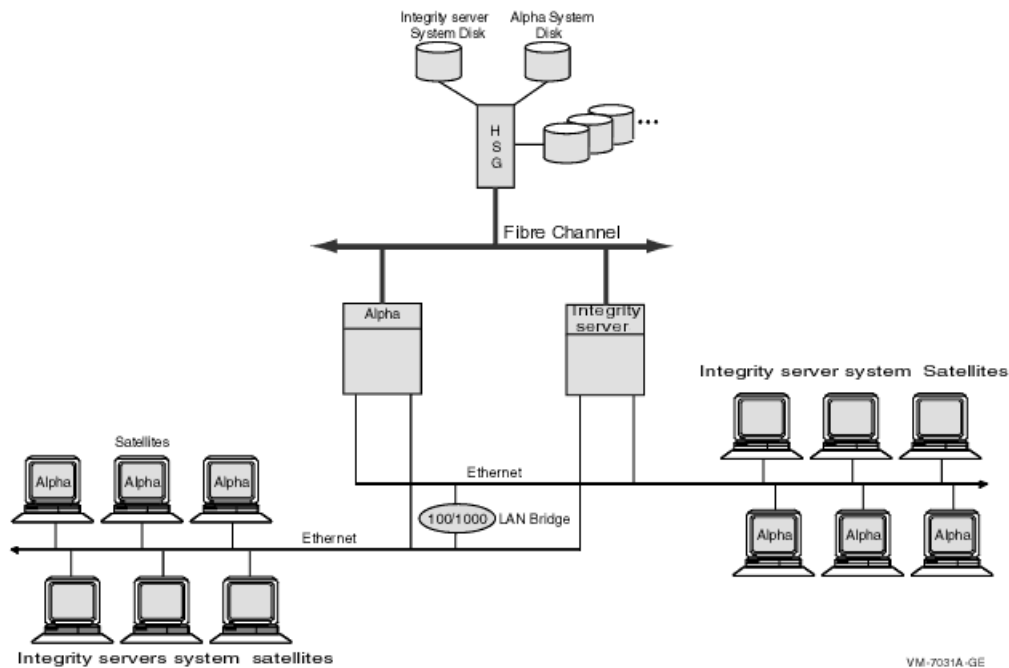 Integrity server
System Disk
Alpha System
Disk
H
S
G
...
Fibre Channel
Alpha
Integrity
server
Integrity server system Satellites
Satellites
Alpha
Alpha
Alpha
Ethernet
100/1000
LAN Bridge
Alpha
Alpha
Alpha
Ethernet
Integrity servers system satellites
VM-7031A-GE